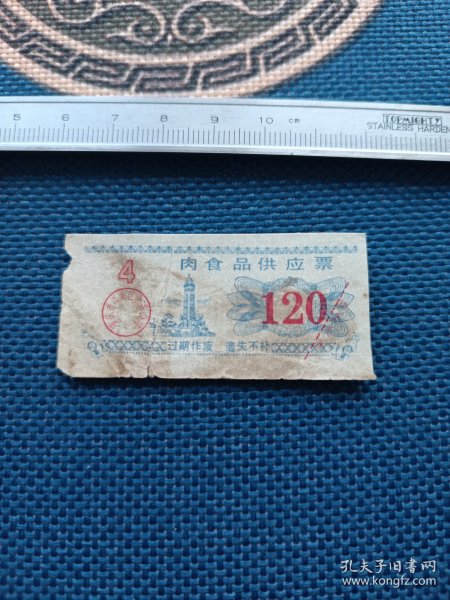 5 6 7 8 9 10 cm
TOPMIGHTY
STAINLESS HARDEN
肉食品供应票
4
120
过期作废 遗失不补
孔夫子旧书网
www.kongfz.com